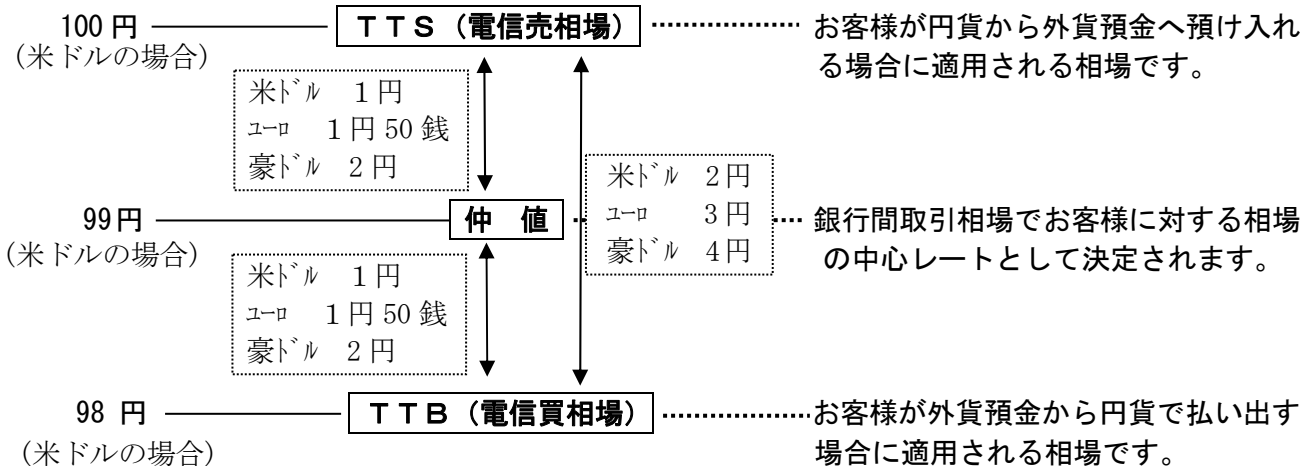 100 円
(米ドルの場合)
ＴＴＳ（電信売相場）
お客様が円貨から外貨預金へ預け入れ
る場合に適用される相場です。
米ﾄﾞﾙ １円
ﾕｰﾛ １円 50 銭
豪ﾄﾞﾙ ２円
99円
(米ドルの場合)
仲 値
米ﾄﾞﾙ ２円
ﾕｰﾛ ３円
豪ﾄﾞﾙ ４円
銀行間取引相場でお客様に対する相場
の中心レートとして決定されます。
米ﾄﾞﾙ １円
ﾕｰﾛ １円 50 銭
豪ﾄﾞﾙ ２円
98 円
(米ドルの場合)
ＴＴＢ（電信買相場）
お客様が外貨預金から円貨で払い出す
場合に適用される相場です。